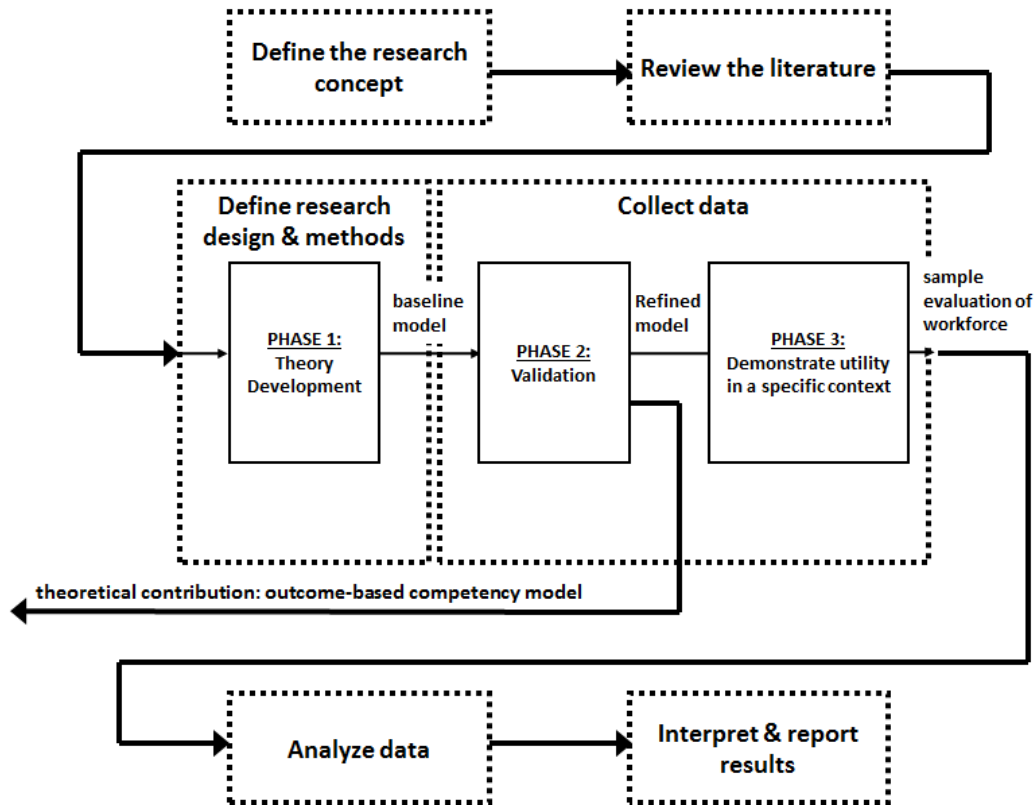 Define the research
concept
Review the literature
Define research
design & methods
Collect data
PHASE 1:
Theory
Development
baseline
model
PHASE 2:
Validation
Refined
model
PHASE 3:
Demonstrate utility
in a specific context
sample
evaluation of
workforce
theoretical contribution: outcome-based competency model
Analyze data
Interpret & report
results